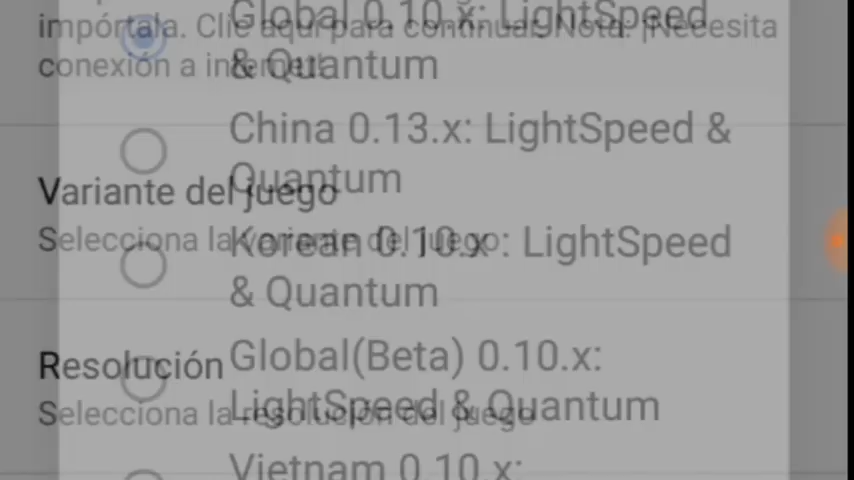 impórtala. Clic aquí para continuar. Nota: ¡Necesita
conexión a internet!
Global 0.10.x: LightSpeed
& Quantum
China 0.13.x: LightSpeed &
Quantum
Variante del juego
Selecciona la variante del juego
Korean 0.10.x : LightSpeed
& Quantum
Resolución
Global(Beta) 0.10.x:
LightSpeed & Quantum
Selecciona la resolución del juego
Vietnam 0.10.x: